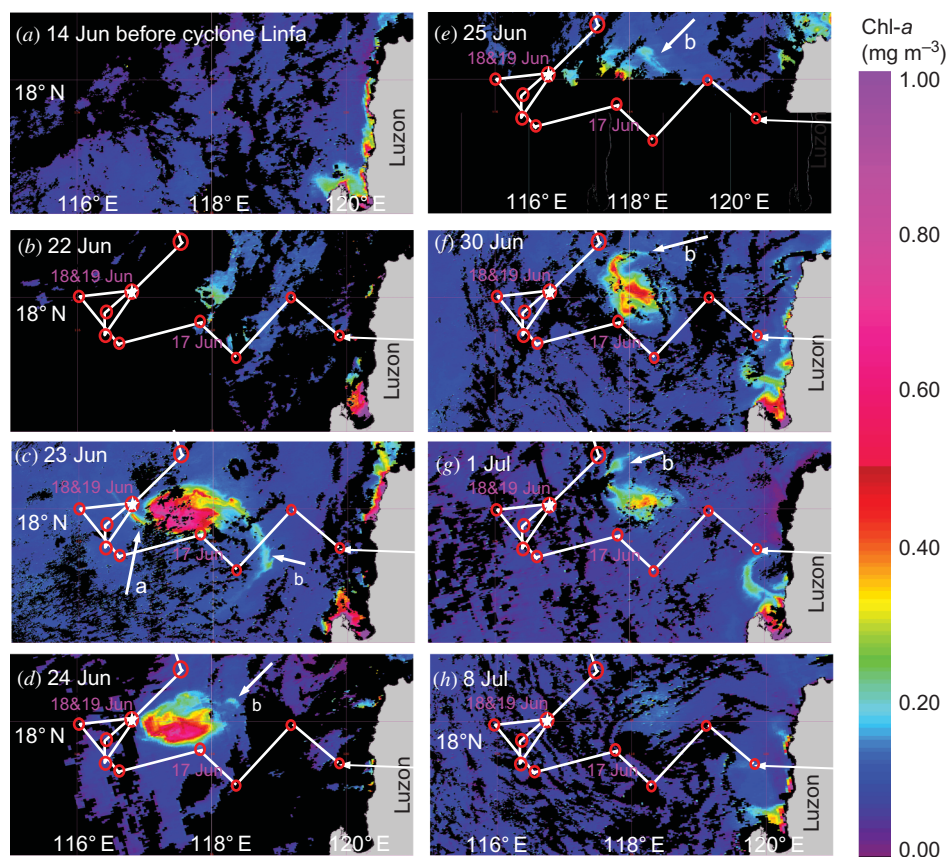 (a) 14 Jun before cyclone Linfa
18° N
Luzon
116° E
118° E
120° E
(b) 22 Jun
18&19 Jun
18° N
17 Jun
Luzon
(c) 23 Jun
18&19 Jun
18° N
17 Jun
a
b
Luzon
(d) 24 Jun
18&19 Jun
b
18° N
17 Jun
Luzon
116° E
118° E
120° E
(e) 25 Jun
b
18&19 Jun
17 Jun
Luzon
116° E
118° E
120° E
(f) 30 Jun
b
18&19 Jun
17 Jun
Luzon
(g) 1 Jul
b
18&19 Jun
17 Jun
Luzon
(h) 8 Jul
18&19 Jun
18°N
17 Jun
Luzon
116° E
118° E
120° E
Chl-a
(mg m⁻³)
1.00
0.80
0.60
0.40
0.20
0.00